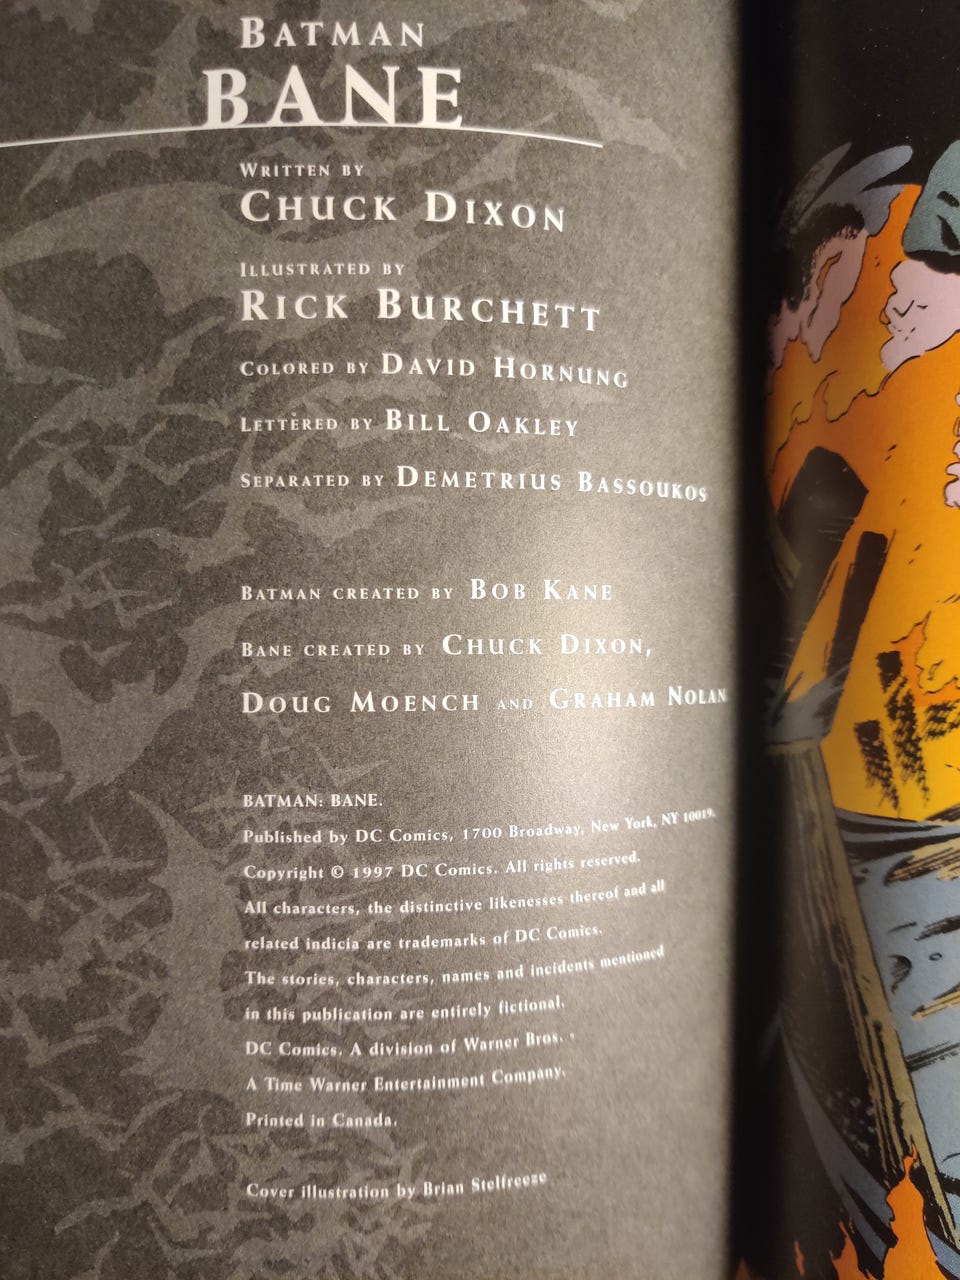 BATMAN
BANE
WRITTEN BY
CHUCK DIXON
ILLUSTRATED BY
RICK BURCHETT
COLORED BY DAVID HORNUNG
LETTERED BY BILL OAKLEY
SEPARATED BY DEMETRIUS BASSOUKOS
BATMAN CREATED BY BOB KANE
BANE CREATED BY CHUCK DIXON,
DOUG MOENCH AND GRAHAM NOLAN
BATMAN: BANE.
Published by DC Comics, 1700 Broadway, New York, NY 10019.
Copyright © 1997 DC Comics. All rights reserved.
All characters, the distinctive likenesses thereof and all
related indicia are trademarks of DC Comics.
The stories, characters, names and incidents mentioned
in this publication are entirely fictional.
DC Comics. A division of Warner Bros. •
A Time Warner Entertainment Company.
Printed in Canada.
Cover illustration by Brian Stelfreeze